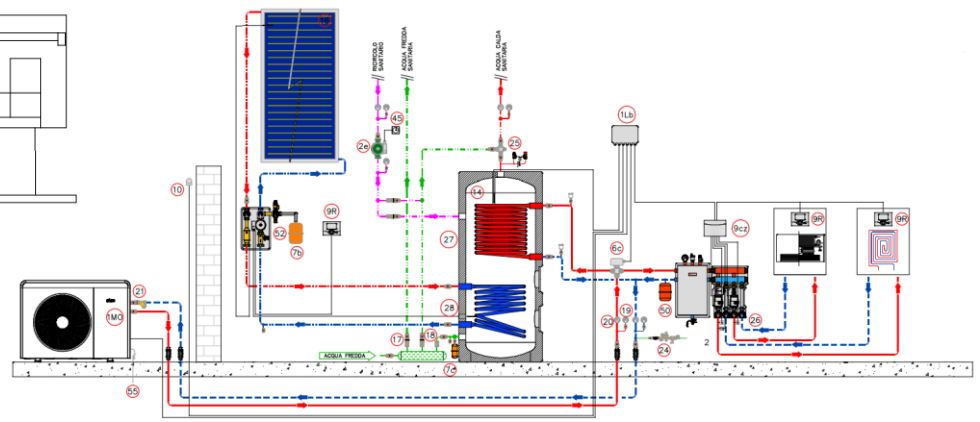 RICIRCOLO
SANITARIO
ACQUA FREDDA
SANITARIA
ACQUA CALDA
SANITARIA
45
2e
25
1Lb
10
14
9R
52
7b
27
6c
9cz
9R
9R
21
1M0
28
20
19
50
26
17
18
24
2
ACQUA FREDDA
7c
55